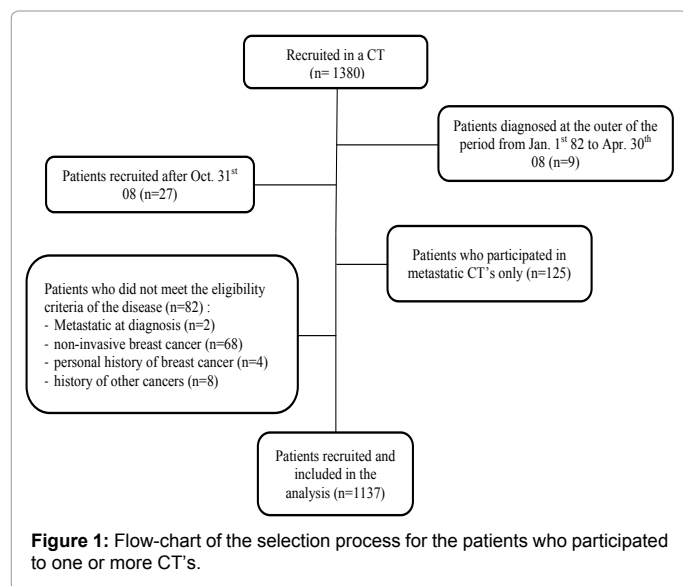 Recruited in a CT
(n= 1380)
Patients diagnosed at the outer of the
period from Jan. 1st 82 to Apr. 30th
08 (n=9)
Patients recruited after Oct. 31st
08 (n=27)
Patients who participated in
metastatic CT's only (n=125)
Patients who did not meet the eligibility
criteria of the disease (n=82) :
- Metastatic at diagnosis (n=2)
- non-invasive breast cancer (n=68)
- personal history of breast cancer (n=4)
- history of other cancers (n=8)
Patients recruited and
included in the
analysis (n=1137)
Figure 1: Flow-chart of the selection process for the patients who participated
to one or more CT's.